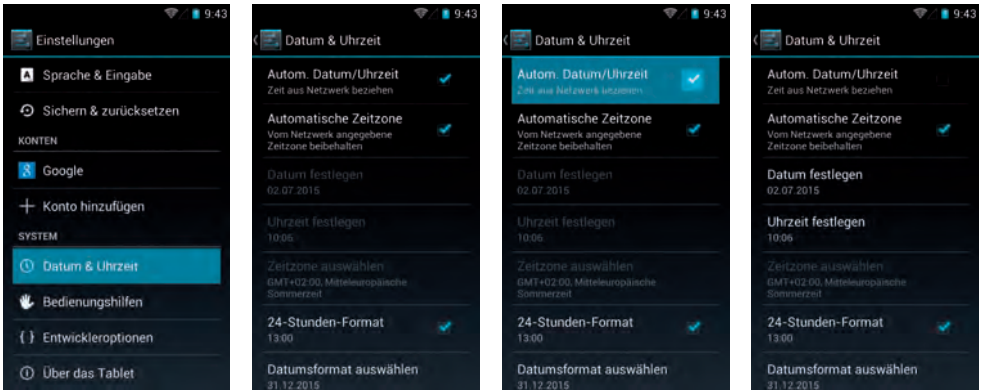 9:43
Einstellungen
Sprache & Eingabe
Sichern & zurücksetzen
KONTEN
Google
Konto hinzufügen
SYSTEM
Datum & Uhrzeit
Bedienungshilfen
Entwickleroptionen
Über das Tablet
9:43
Datum & Uhrzeit
Autom. Datum/Uhrzeit
Zeit aus Netzwerk beziehen
Automatische Zeitzone
Vom Netzwerk angegebene
Zeitzone beibehalten
Datum festlegen
02.07.2015
Uhrzeit festlegen
10:06
Zeitzone auswählen
GMT+02:00, Mitteleuropäische
Sommerzeit
24-Stunden-Format
13:00
Datumsformat auswählen
31.12.2015
9:43
Datum & Uhrzeit
Autom. Datum/Uhrzeit
Zeit aus Netzwerk beziehen
Automatische Zeitzone
Vom Netzwerk angegebene
Zeitzone beibehalten
Datum festlegen
02.07.2015
Uhrzeit festlegen
10:06
Zeitzone auswählen
GMT+02:00, Mitteleuropäische
Sommerzeit
24-Stunden-Format
13:00
Datumsformat auswählen
31.12.2015
9:43
Datum & Uhrzeit
Autom. Datum/Uhrzeit
Zeit aus Netzwerk beziehen
Automatische Zeitzone
Vom Netzwerk angegebene
Zeitzone beibehalten
Datum festlegen
02.07.2015
Uhrzeit festlegen
10:06
Zeitzone auswählen
GMT+02:00, Mitteleuropäische
Sommerzeit
24-Stunden-Format
13:00
Datumsformat auswählen
31.12.2015